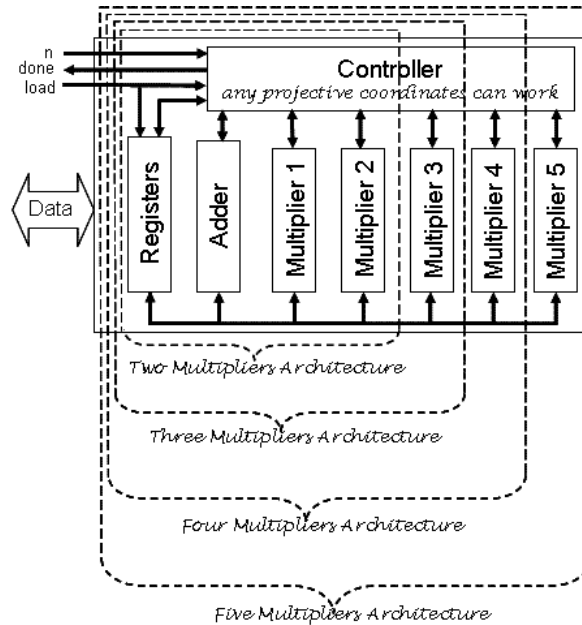 n
done
load
Controller
any projective coordinates can work
Data
Registers
Adder
Multiplier 1
Multiplier 2
Multiplier 3
Multiplier 4
Multiplier 5
Two Multipliers Architecture
Three Multipliers Architecture
Four Multipliers Architecture
Five Multipliers Architecture